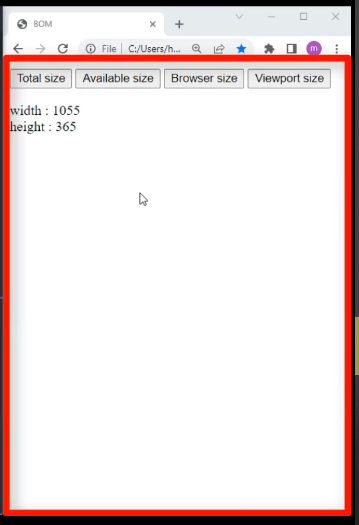 BOM
File C:/Users/h... m
Total size Available size Browser size Viewport size
width : 1055
height : 365